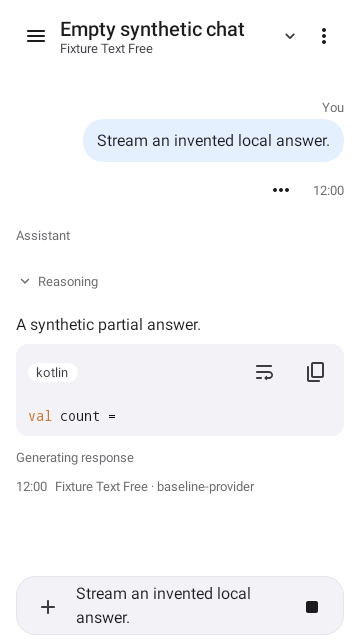 Empty synthetic chat
Fixture Text Free
You
Stream an invented local answer.
12:00
Assistant
Reasoning
A synthetic partial answer.
kotlin
val count =
Generating response
12:00 Fixture Text Free · baseline-provider
Stream an invented local
answer.